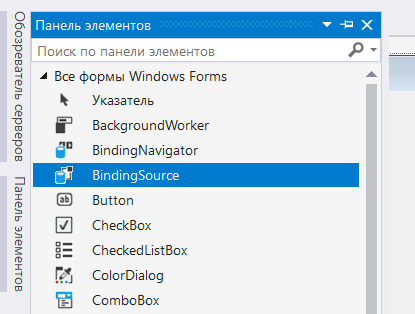 Обозреватель серверов
Панель элементов
Панель элементов
Поиск по панели элементов
Все формы Windows Forms
Указатель
BackgroundWorker
BindingNavigator
BindingSource
Button
CheckBox
CheckedListBox
ColorDialog
ComboBox